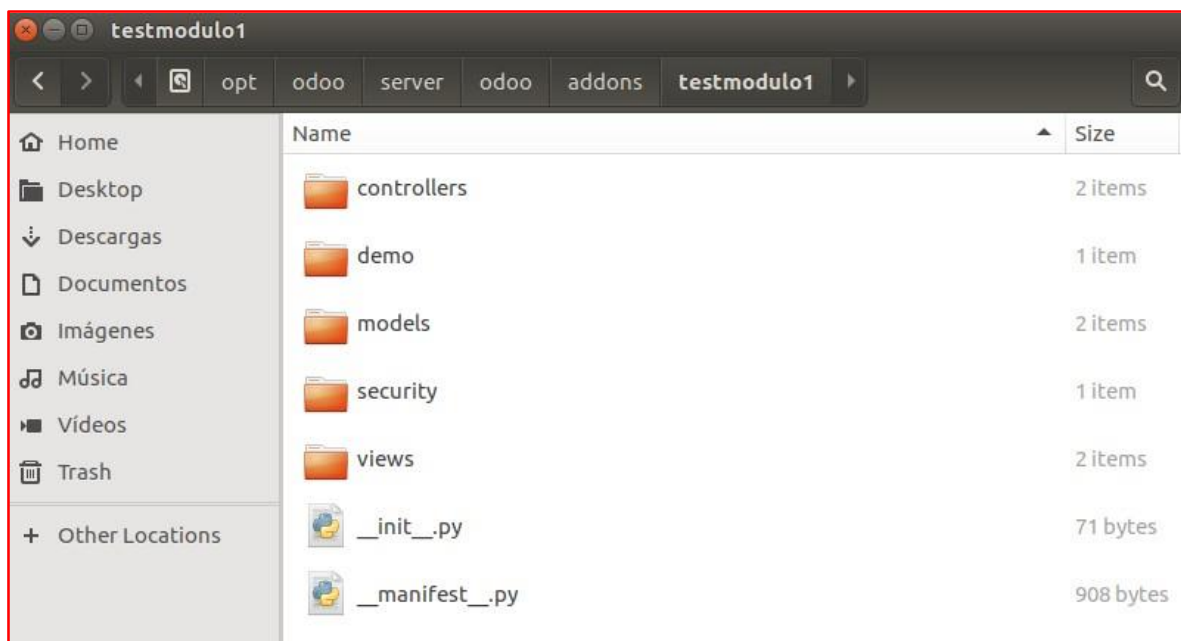 testmodulo1
opt odoo server odoo addons testmodulo1
Name Size
Home
Desktop
Descargas
Documentos
Imágenes
Música
Vídeos
Trash
+ Other Locations
controllers 2 items
demo 1 item
models 2 items
security 1 item
views 2 items
__init__.py 71 bytes
__manifest__.py 908 bytes